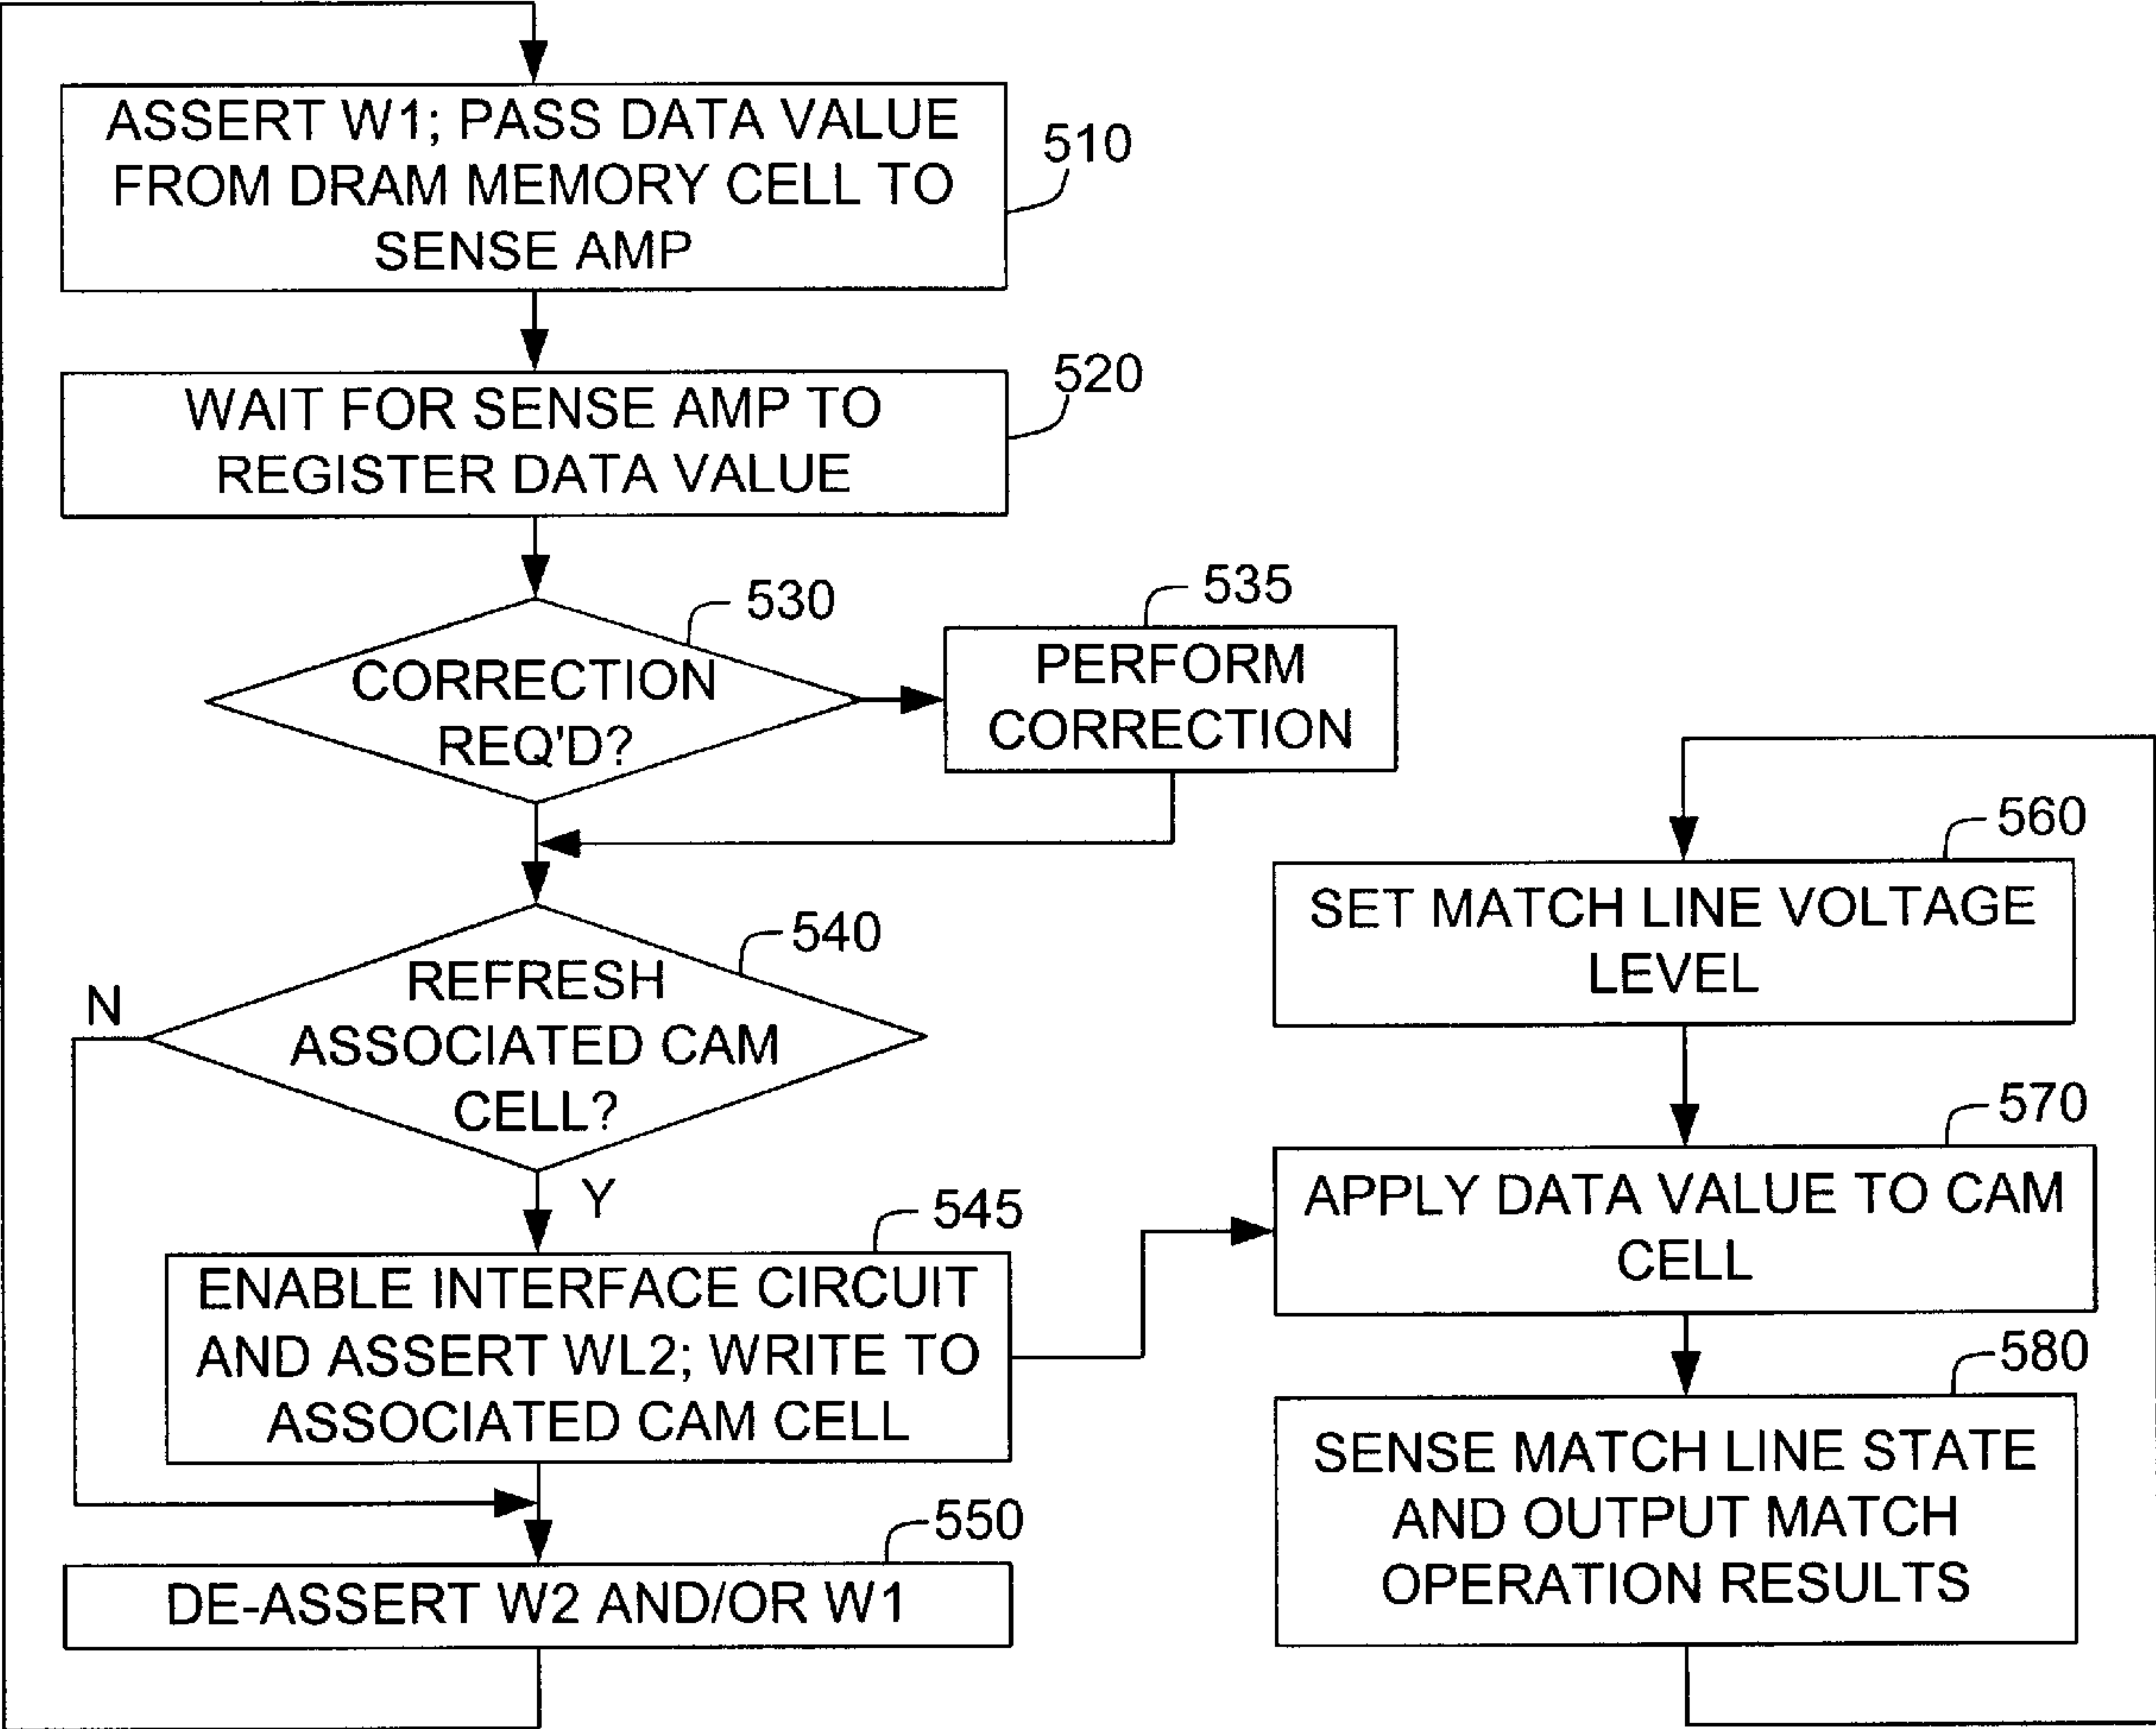 ASSERT W1; PASS DATA VALUE
FROM DRAM MEMORY CELL TO
SENSE AMP
510
WAIT FOR SENSE AMP TO
REGISTER DATA VALUE
520
CORRECTION
REQ'D?
530
PERFORM
CORRECTION
535
REFRESH
ASSOCIATED CAM
CELL?
540
N
Y
ENABLE INTERFACE CIRCUIT
AND ASSERT WL2; WRITE TO
ASSOCIATED CAM CELL
545
DE-ASSERT W2 AND/OR W1
550
SET MATCH LINE VOLTAGE
LEVEL
560
APPLY DATA VALUE TO CAM
CELL
570
SENSE MATCH LINE STATE
AND OUTPUT MATCH
OPERATION RESULTS
580